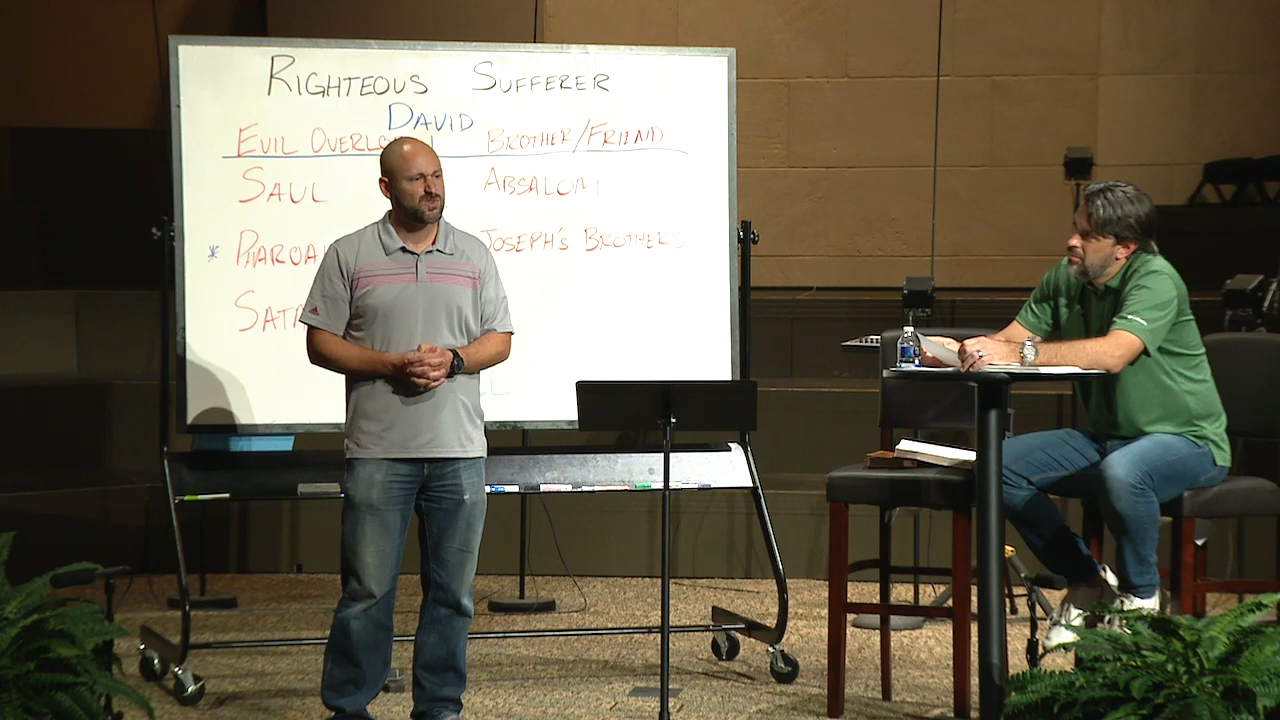 RIGHTEOUS SUFFERER
DAVID
EVIL BROTHER/FRIEND
SAUL ABSALOM
* JOSEPH'S BROTHERS